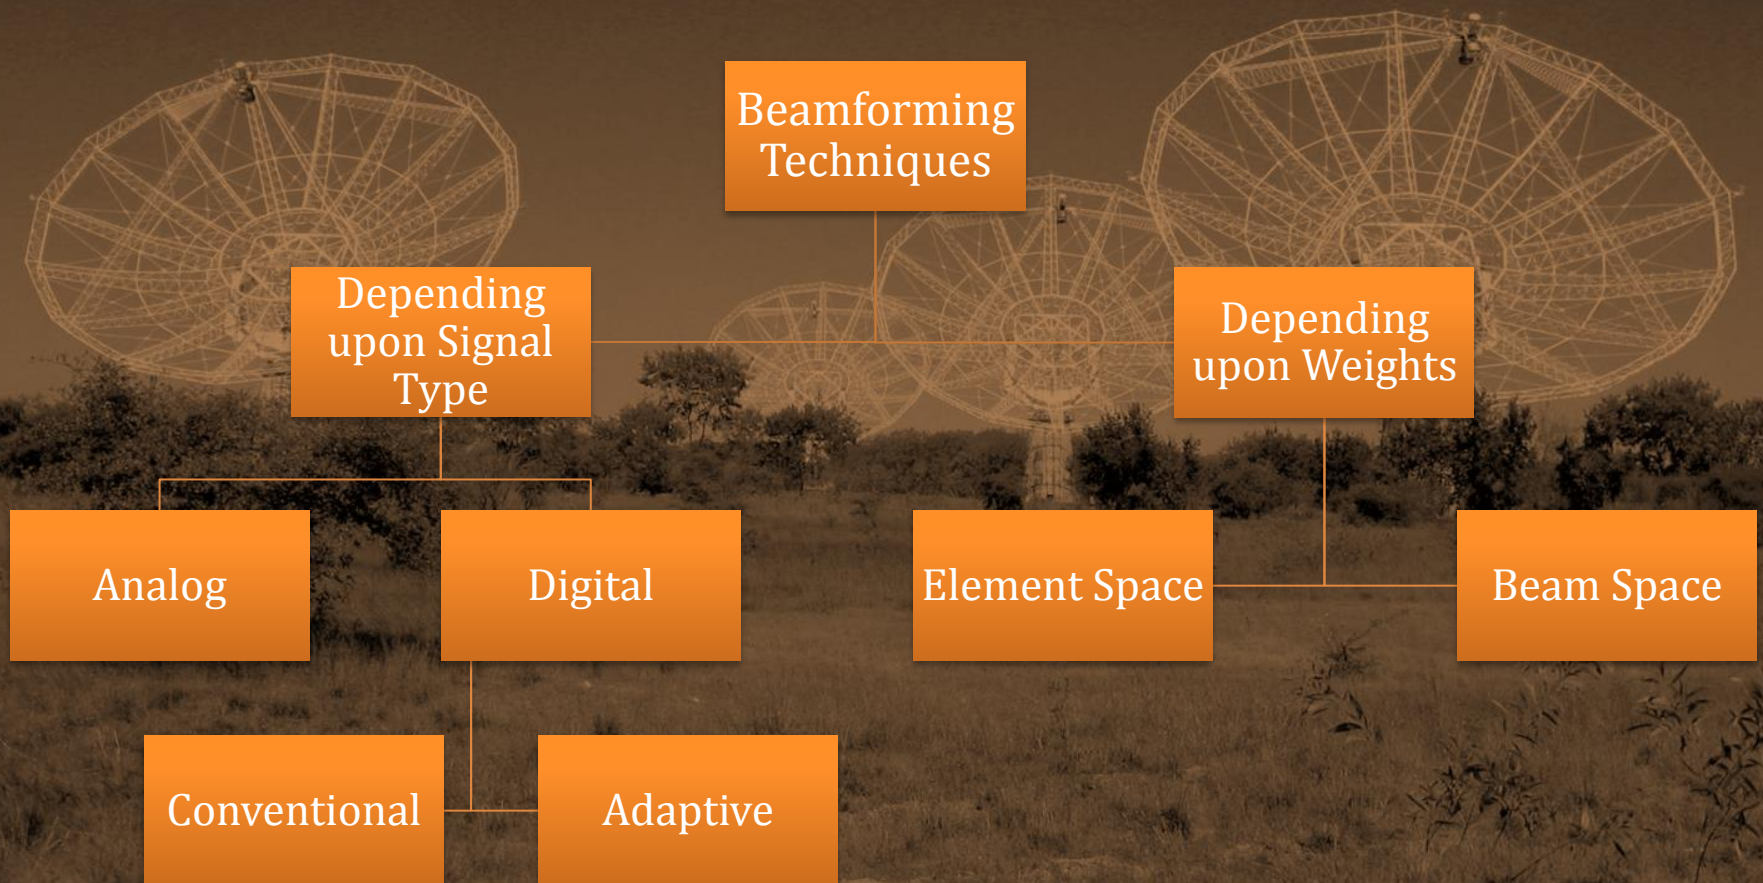 Beamforming
Techniques
Depending
upon Signal
Type
Depending
upon Weights
Analog
Digital
Element Space
Beam Space
Conventional
Adaptive